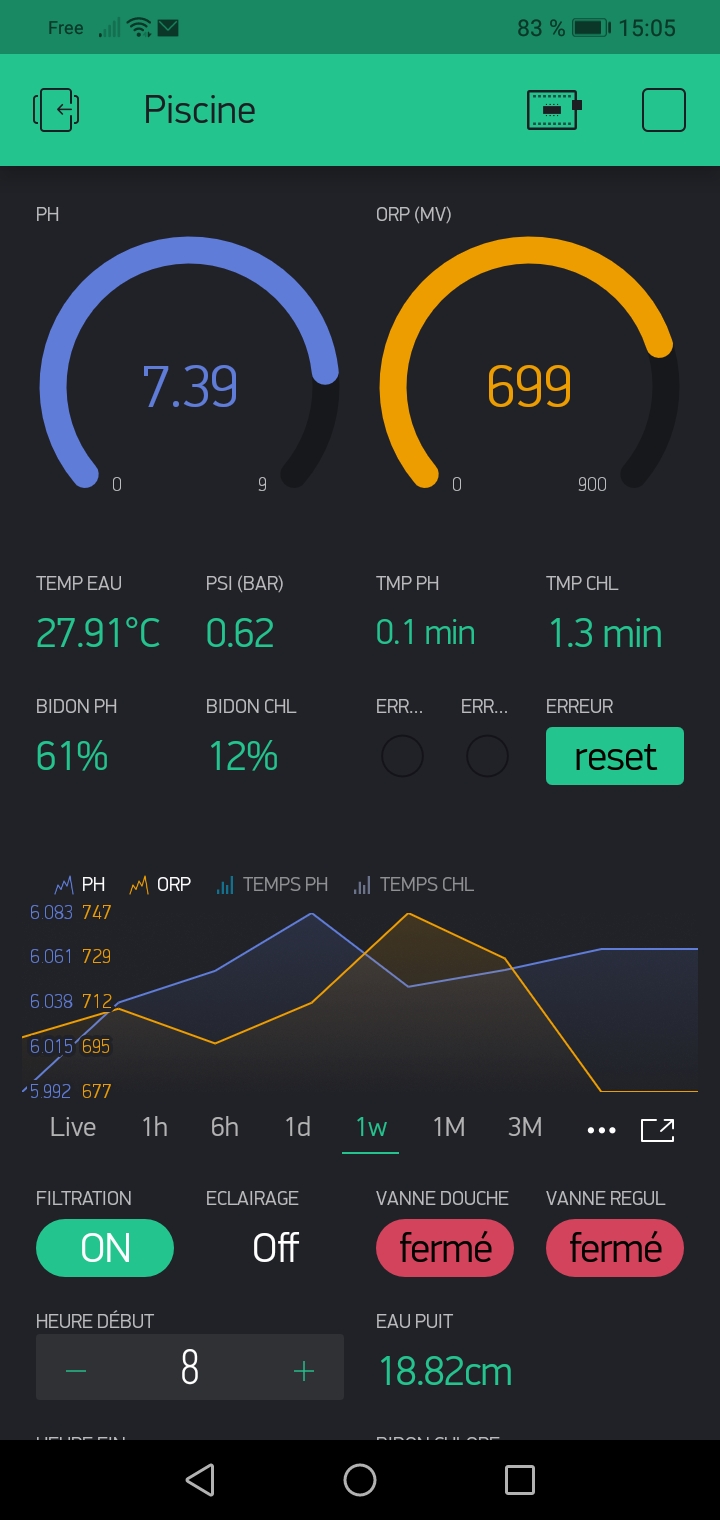 Free 83 % 15:05
Piscine
PH ORP (MV)
7.39 699
0 9 0 900
TEMP EAU PSI (BAR) TMP PH TMP CHL
27.91°C 0.62 0.1 min 1.3 min
BIDON PH BIDON CHL ERR... ERR... ERREUR
61% 12% reset
PH ORP TEMPS PH TEMPS CHL
6.083 747
6.061 729
6.038 712
6.015 695
5.992 677
Live 1h 6h 1d 1w 1M 3M
FILTRATION ECLAIRAGE VANNE DOUCHE VANNE REGUL
ON Off fermé fermé
HEURE DÉBUT EAU PUIT
− 8 + 18.82cm
HEURE FIN BIDON CHLORE